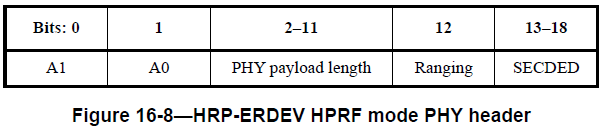 Bits: 0 1 2–11 12 13–18
A1 A0 PHY payload length Ranging SECDED
Figure 16-8—HRP-ERDEV HPRF mode PHY header